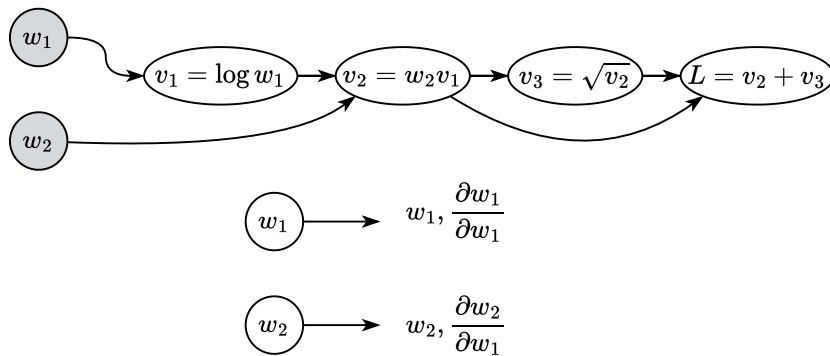 w₁
v₁ = log w₁
v₂ = w₂v₁
v₃ = √v₂
L = v₂ + v₃
w₂
w₁
w₁, ∂w₁/∂w₁
w₂
w₂, ∂w₂/∂w₁